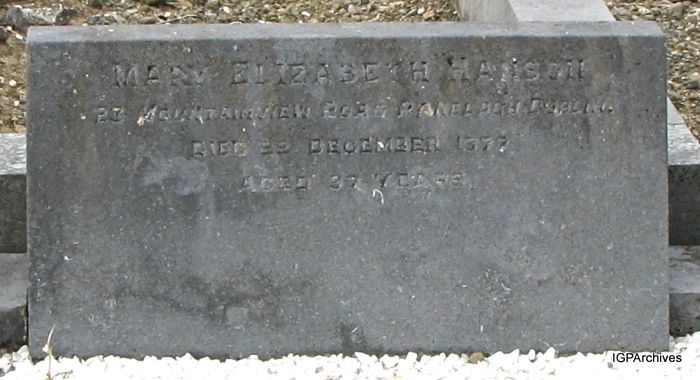 MARY ELIZABETH HANSON
23 MOUNTAINVIEW ROAD RANELAGH DUBLIN.
DIED 22 DECEMBER 1977
AGED 87 YEARS.
IGPArchives